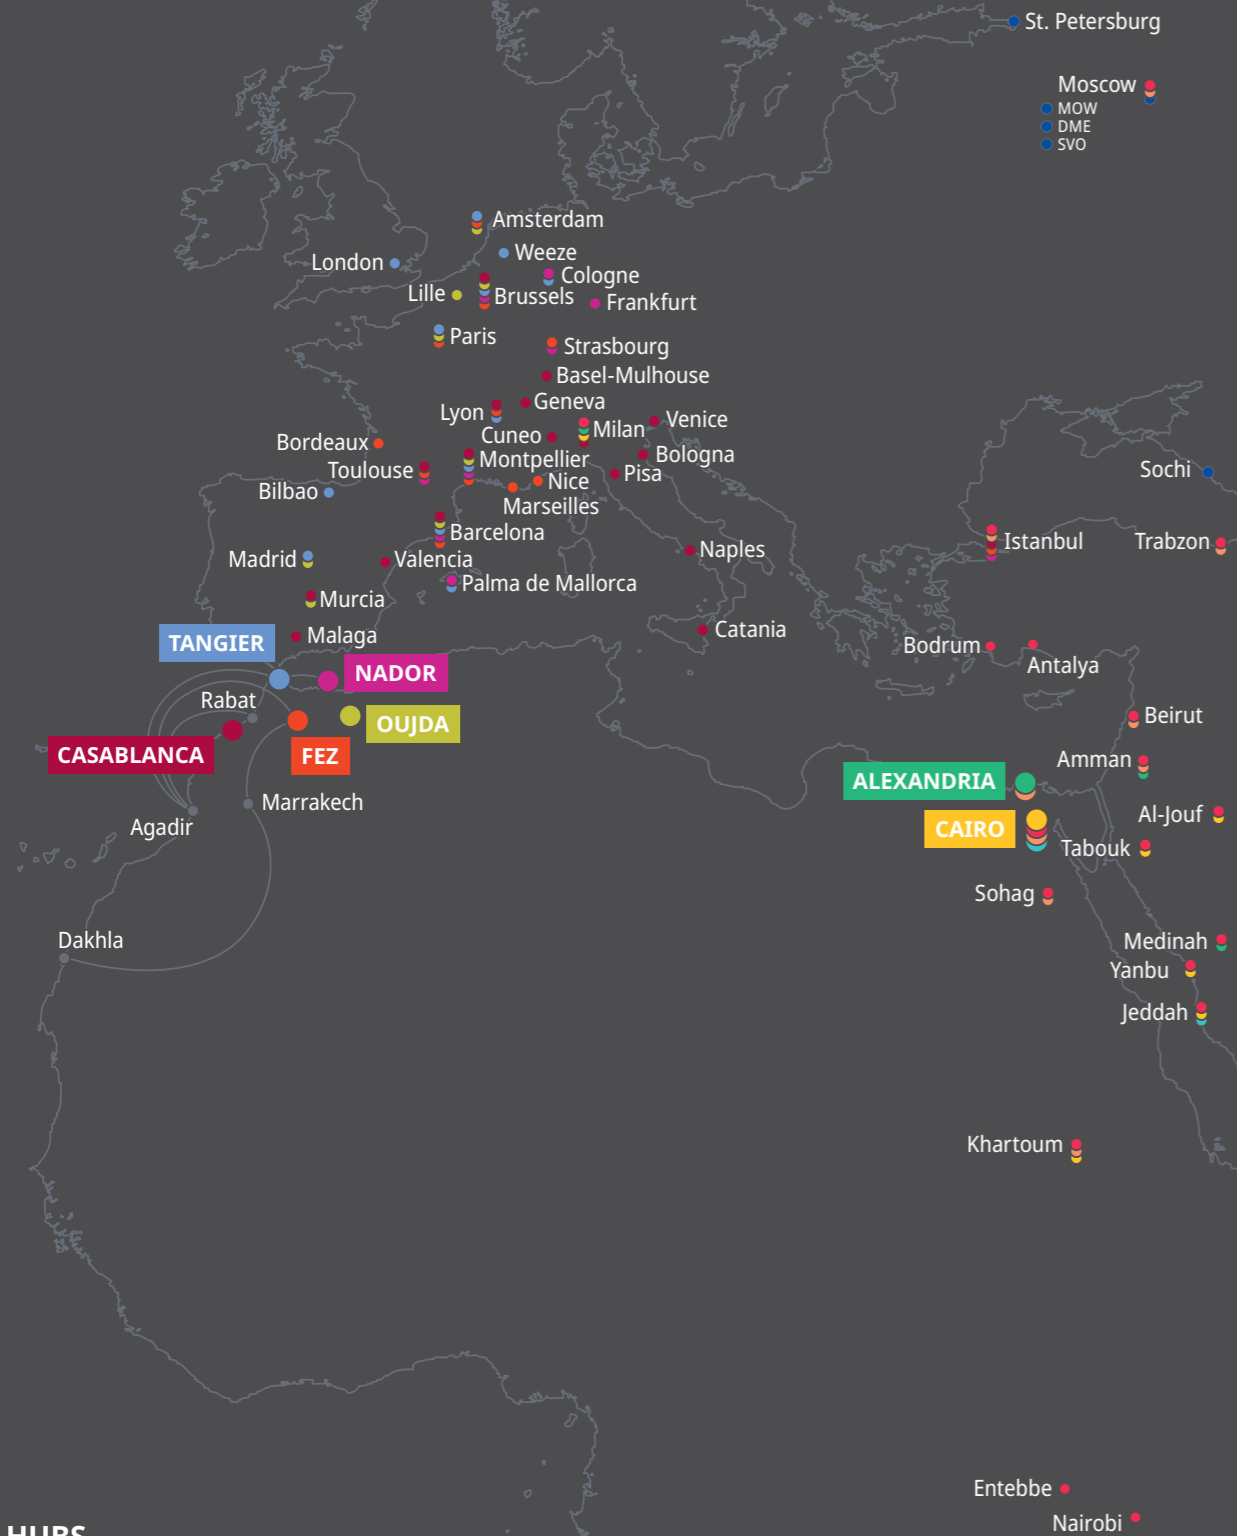 St. Petersburg
Moscow
MOW
DME
SVO
Amsterdam
Weeze
London
Cologne
Lille
Brussels
Frankfurt
Paris
Strasbourg
Basel-Mulhouse
Geneva
Lyon
Venice
Milan
Cuneo
Bordeaux
Bologna
Montpellier
Toulouse
Pisa
Sochi
Nice
Bilbao
Marseilles
Barcelona
Istanbul
Trabzon
Naples
Madrid
Valencia
Palma de Mallorca
Murcia
Catania
Malaga
TANGIER
Bodrum
Antalya
NADOR
Rabat
Beirut
OUJDA
CASABLANCA
FEZ
Amman
ALEXANDRIA
Marrakech
Al-Jouf
Agadir
CAIRO
Tabouk
Sohag
Dakhla
Medinah
Yanbu
Jeddah
Khartoum
Entebbe
Nairobi
HUBS